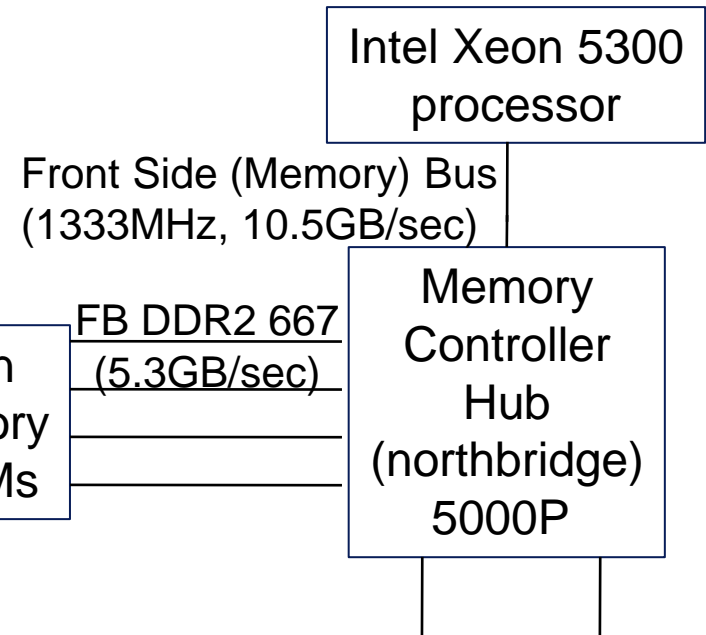 Intel Xeon 5300
processor
Front Side (Memory) Bus
(1333MHz, 10.5GB/sec)
Memory
Controller
Hub
(northbridge)
5000P
FB DDR2 667
(5.3GB/sec)